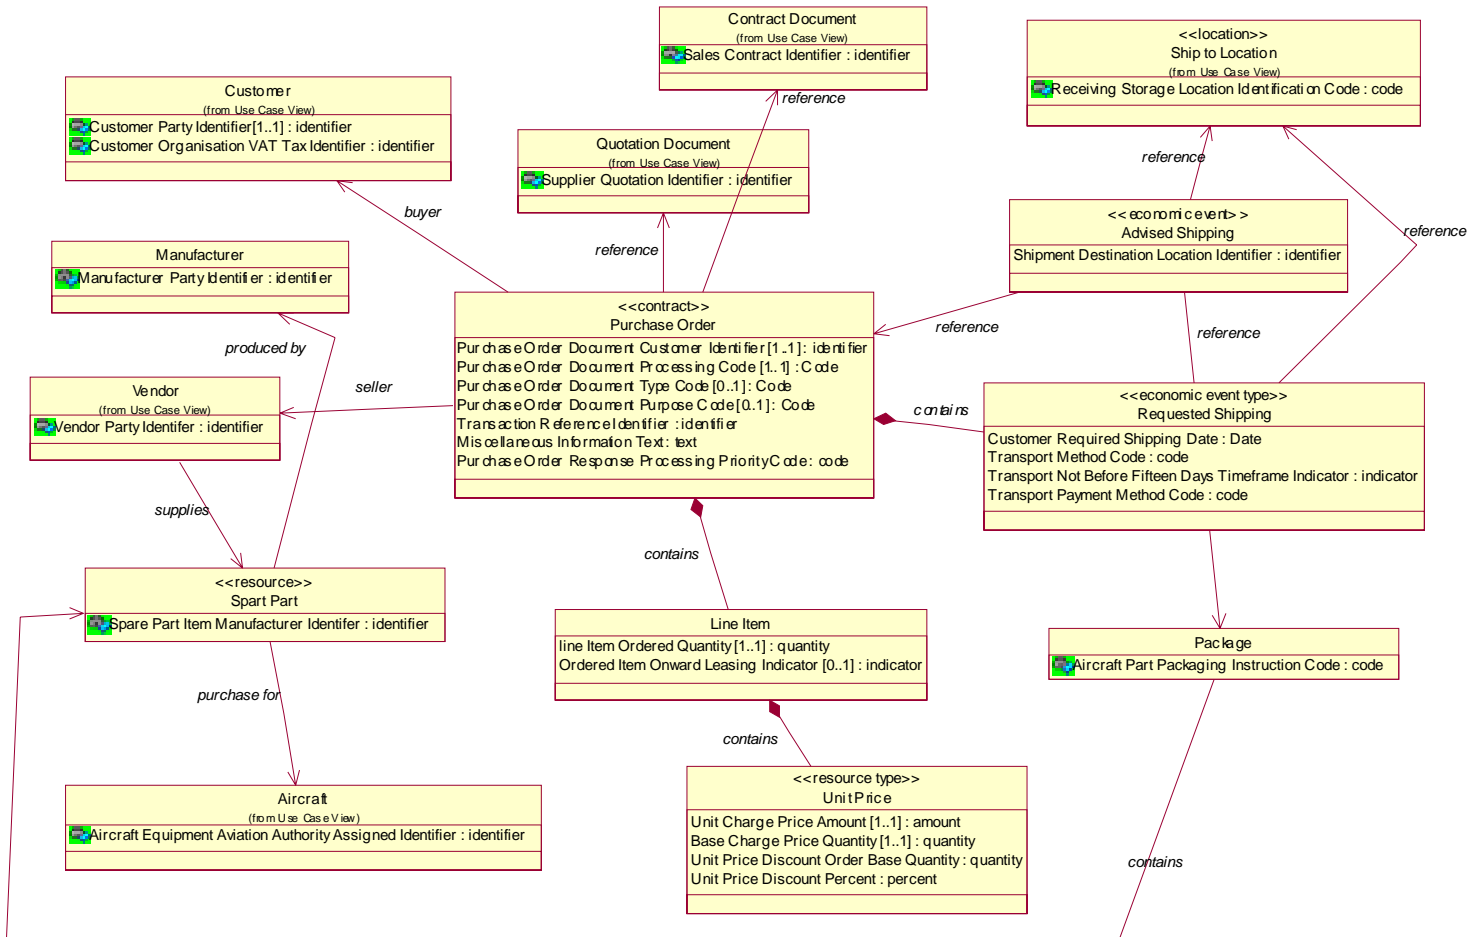 Contract Document
(from Use Case View)
Sales Contract Identifier : identifier
<<location>>
Ship to Location
(from Use Case View)
Receiving Storage Location Identification Code : code
Customer
(from Use Case View)
Customer Party Identifier[1..1] : identifier
Customer Organisation VAT Tax Identifier : identifier
reference
Quotation Document
(from Use Case View)
Supplier Quotation Identifier : identifier
reference
buyer
<<economic event>>
Advised Shipping
Shipment Destination Location Identifier : identifier
reference
Manufacturer
Manufacturer Party Identifier : identifier
reference
<<contract>>
Purchase Order
Purchase Order Document Customer Identifier [1..1] : identifier
Purchase Order Document Processing Code [1..1] : Code
Purchase Order Document Type Code [0..1] : Code
Purchase Order Document Purpose Code [0..1] : Code
Transaction Reference Identifier : identifier
Miscellaneous Information Text : text
Purchase Order Response Processing Priority Code : code
reference
reference
produced by
seller
Vendor
(from Use Case View)
Vendor Party Identifer : identifier
contains
<<economic event type>>
Requested Shipping
Customer Required Shipping Date : Date
Transport Method Code : code
Transport Not Before Fifteen Days Timeframe Indicator : indicator
Transport Payment Method Code : code
supplies
contains
<<resource>>
Spart Part
Spare Part Item Manufacturer Identifer : identifier
Line Item
line Item Ordered Quantity [1..1] : quantity
Ordered Item Onward Leasing Indicator [0..1] : indicator
Package
Aircraft Part Packaging Instruction Code : code
purchase for
contains
<<resource type>>
Unit Price
Unit Charge Price Amount [1..1] : amount
Base Charge Price Quantity [1..1] : quantity
Unit Price Discount Order Base Quantity : quantity
Unit Price Discount Percent : percent
Aircraft
(from Use Case View)
Aircraft Equipment Aviation Authority Assigned Identifier : identifier
contains